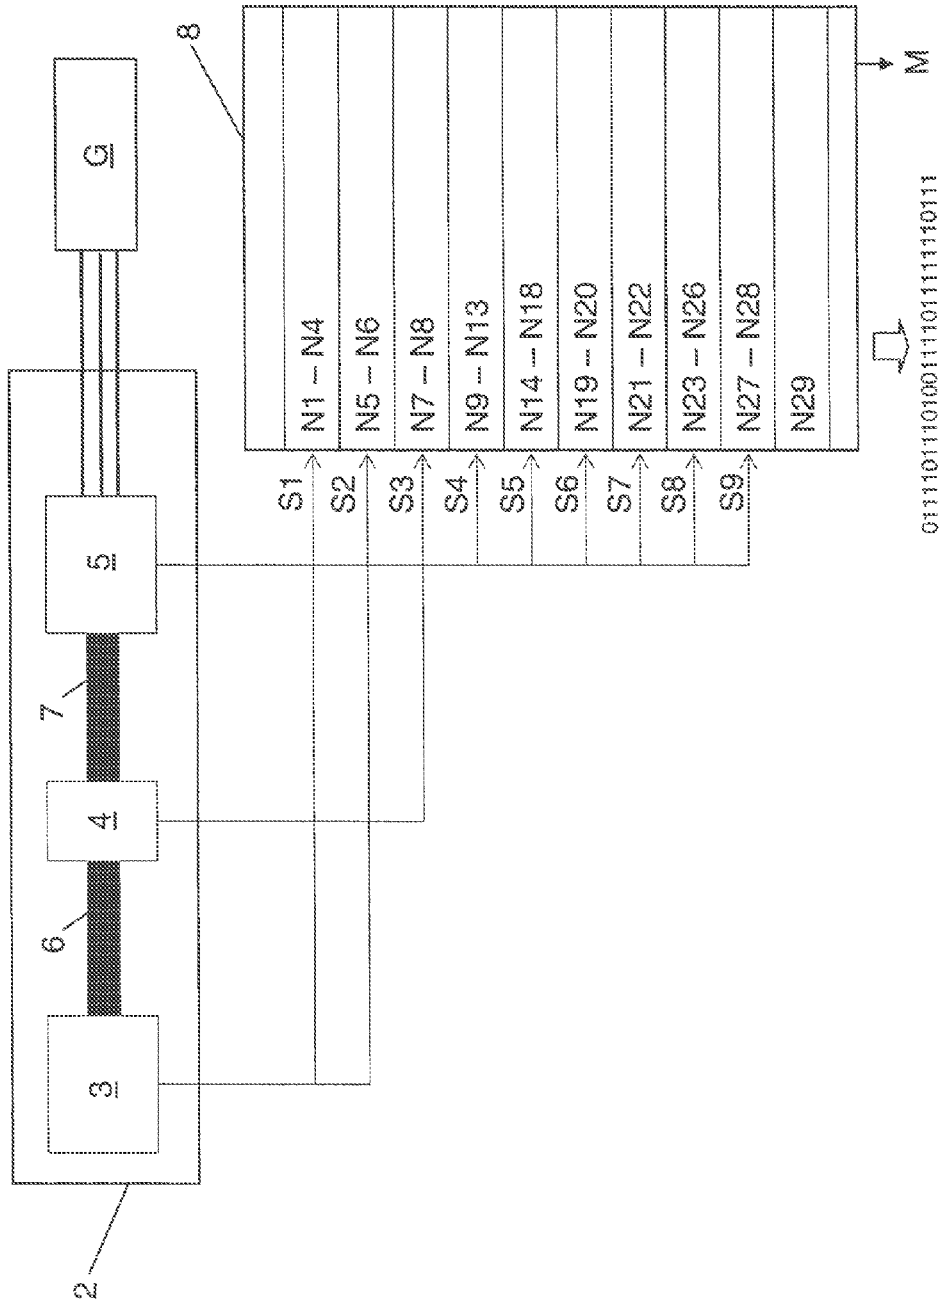 2
3
6
4
7
5
G
8
S1 N1 – N4
S2 N5 – N6
S3 N7 – N8
S4 N9 – N13
S5 N14 – N18
S6 N19 – N20
S7 N21 – N22
S8 N23 – N26
S9 N27 – N28
N29
M